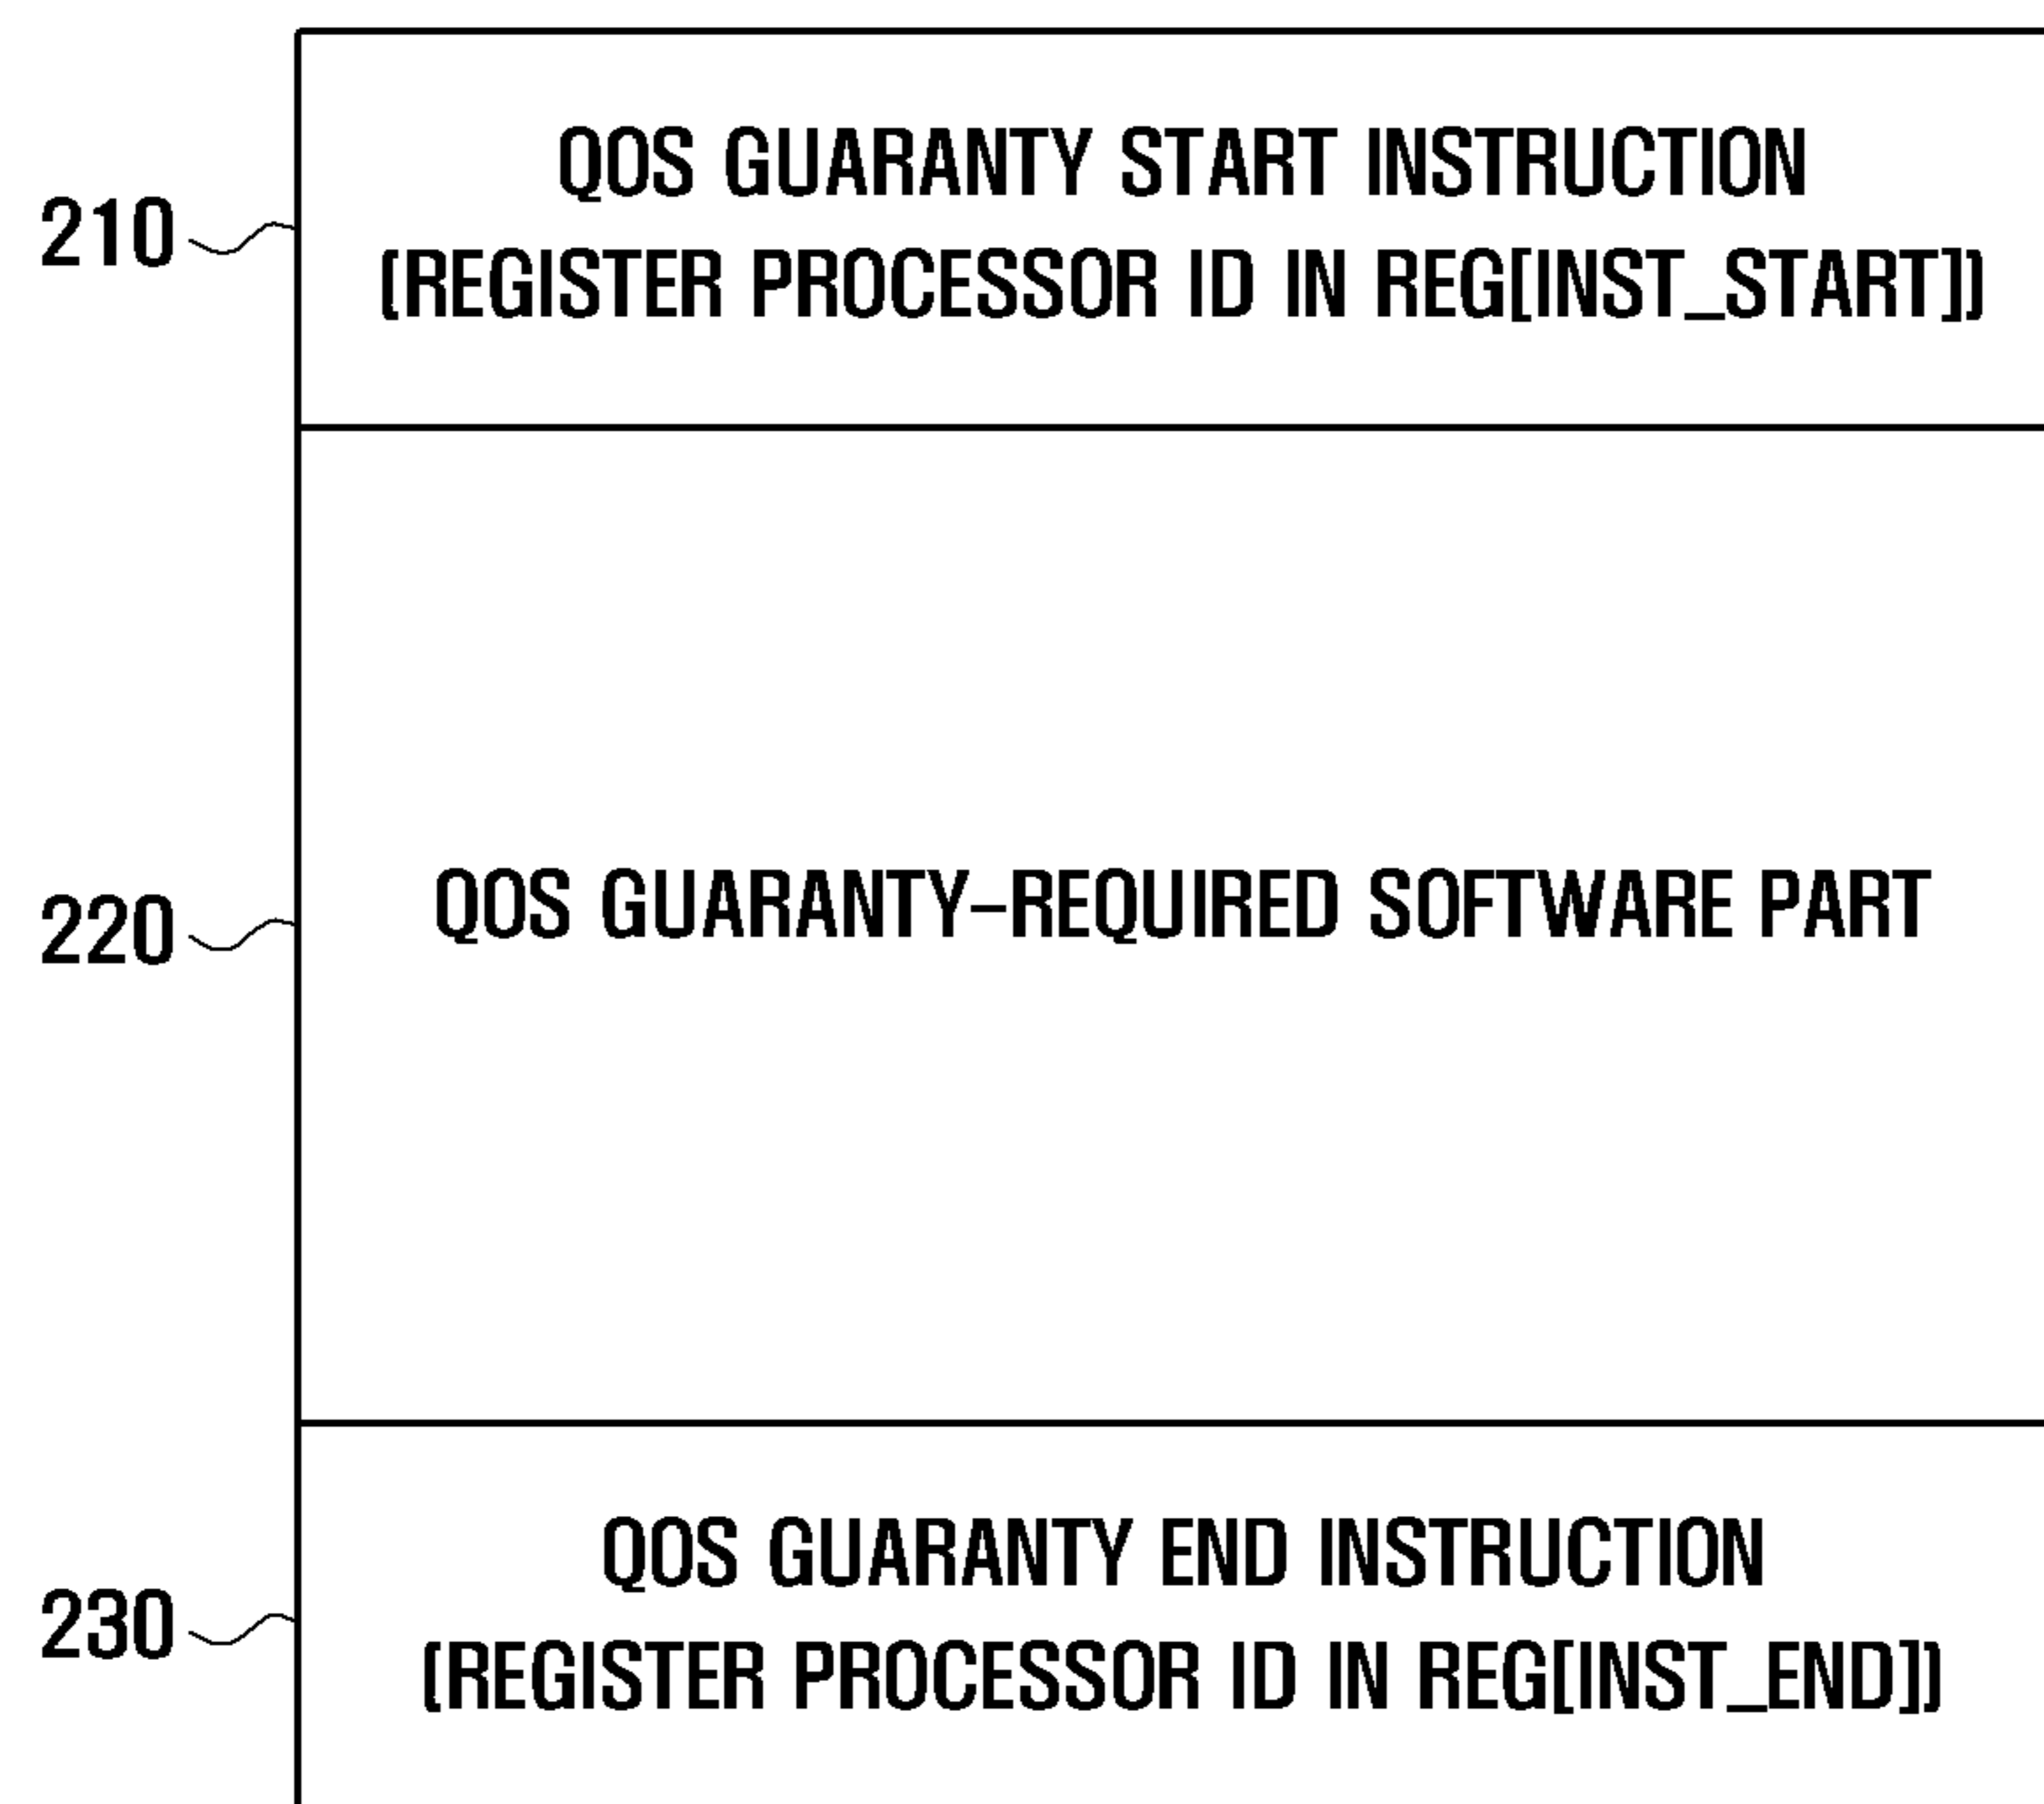 QOS GUARANTY START INSTRUCTION
210
(REGISTER PROCESSOR ID IN REG[INST_START])
220
QOS GUARANTY-REQUIRED SOFTWARE PART
QOS GUARANTY END INSTRUCTION
230
(REGISTER PROCESSOR ID IN REG[INST_END])